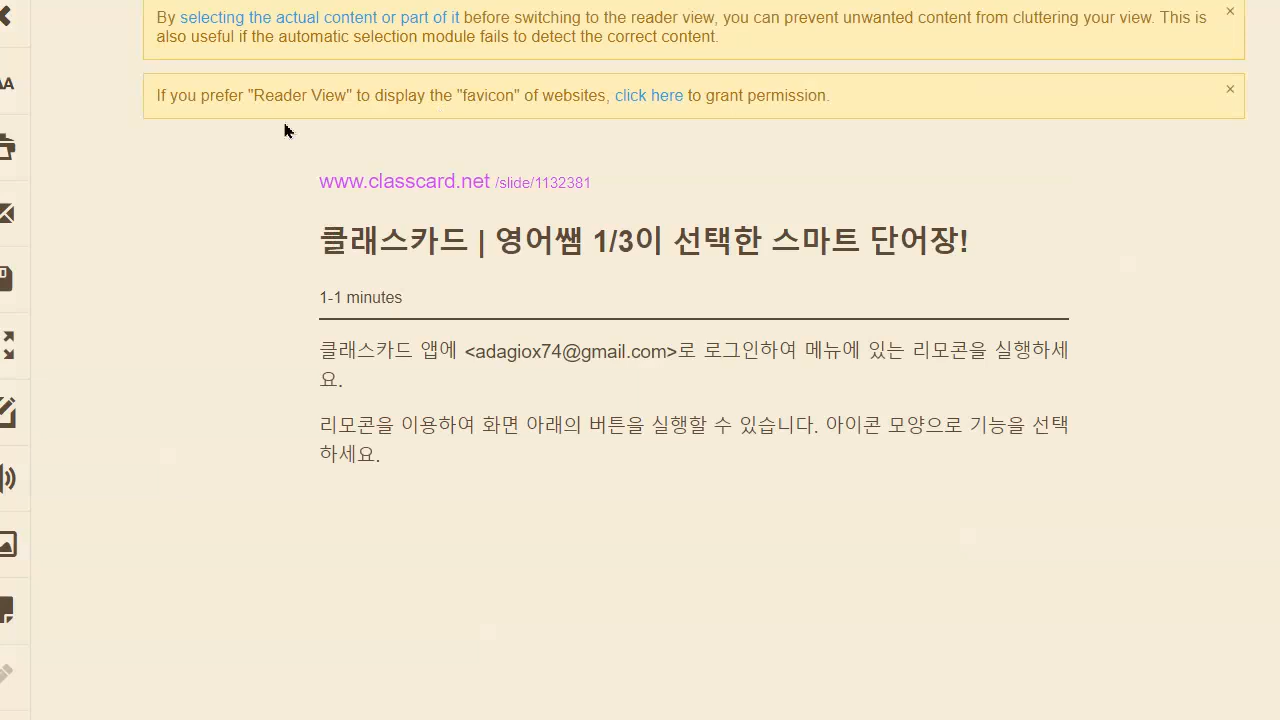 By selecting the actual content or part of it before switching to the reader view, you can prevent unwanted content from cluttering your view. This is
also useful if the automatic selection module fails to detect the correct content.
×
If you prefer "Reader View" to display the "favicon" of websites, click here to grant permission.
×
AA
www.classcard.net /slide/1132381
클래스카드 | 영어쌤 1/3이 선택한 스마트 단어장!
1-1 minutes
클래스카드 앱에 <adagiox74@gmail.com>로 로그인하여 메뉴에 있는 리모콘을 실행하세
요.
리모콘을 이용하여 화면 아래의 버튼을 실행할 수 있습니다. 아이콘 모양으로 기능을 선택
하세요.